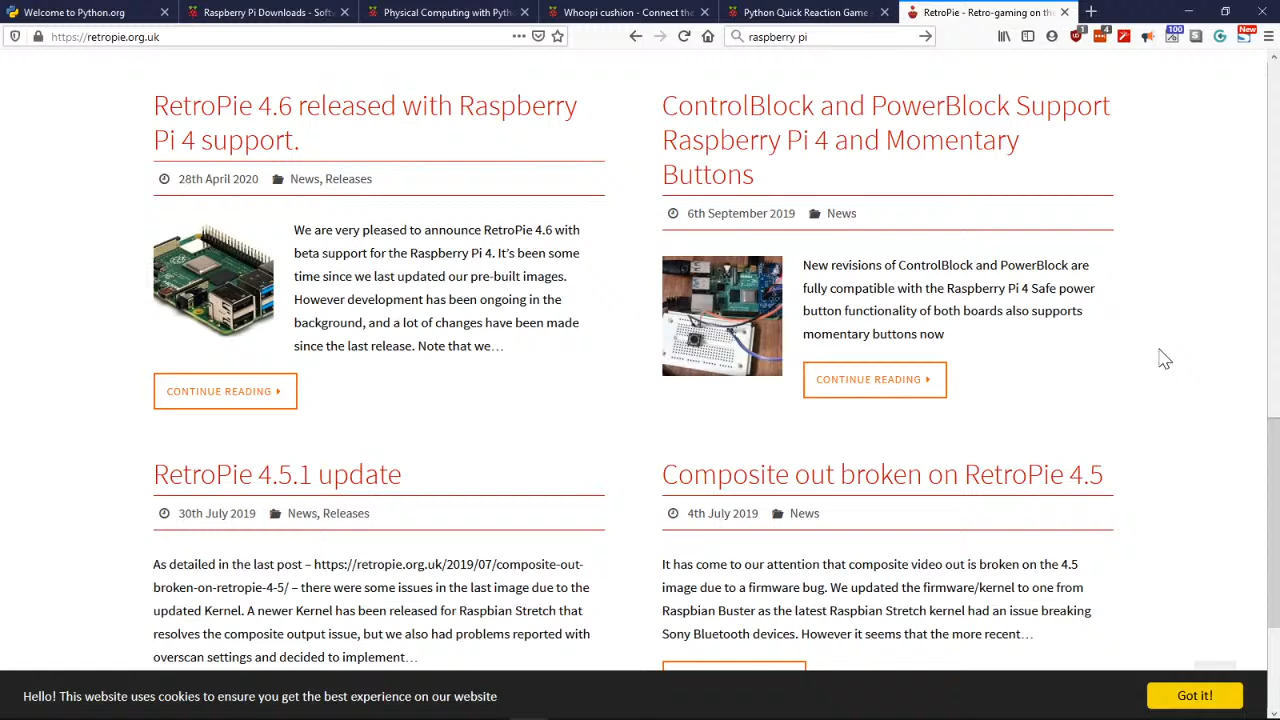 Welcome to Python.org
Raspberry Pi Downloads - Soft
Physical Computing with Pytho
Whoopi cushion - Connect the
Python Quick Reaction Game
RetroPie - Retro-gaming on the
https://retropie.org.uk
raspberry pi
1
4
100
New
RetroPie 4.6 released with Raspberry
Pi 4 support.
28th April 2020 News, Releases
We are very pleased to announce RetroPie 4.6 with
beta support for the Raspberry Pi 4. It’s been some
time since we last updated our pre-built images.
However development has been ongoing in the
background, and a lot of changes have been made
since the last release. Note that we…
CONTINUE READING
ControlBlock and PowerBlock Support
Raspberry Pi 4 and Momentary
Buttons
6th September 2019 News
New revisions of ControlBlock and PowerBlock are
fully compatible with the Raspberry Pi 4 Safe power
button functionality of both boards also supports
momentary buttons now
CONTINUE READING
RetroPie 4.5.1 update
30th July 2019 News, Releases
As detailed in the last post – https://retropie.org.uk/2019/07/composite-out-
broken-on-retropie-4-5/ – there were some issues in the last image due to the
updated Kernel. A newer Kernel has been released for Raspbian Stretch that
resolves the composite output issue, but we also had problems reported with
overscan settings and decided to implement…
Composite out broken on RetroPie 4.5
4th July 2019 News
It has come to our attention that composite video out is broken on the 4.5
image due to a firmware bug. We updated the firmware/kernel to one from
Raspbian Buster as the latest Raspbian Stretch kernel had an issue breaking
Sony Bluetooth devices. However it seems that the more recent…
Hello! This website uses cookies to ensure you get the best experience on our website
Got it!